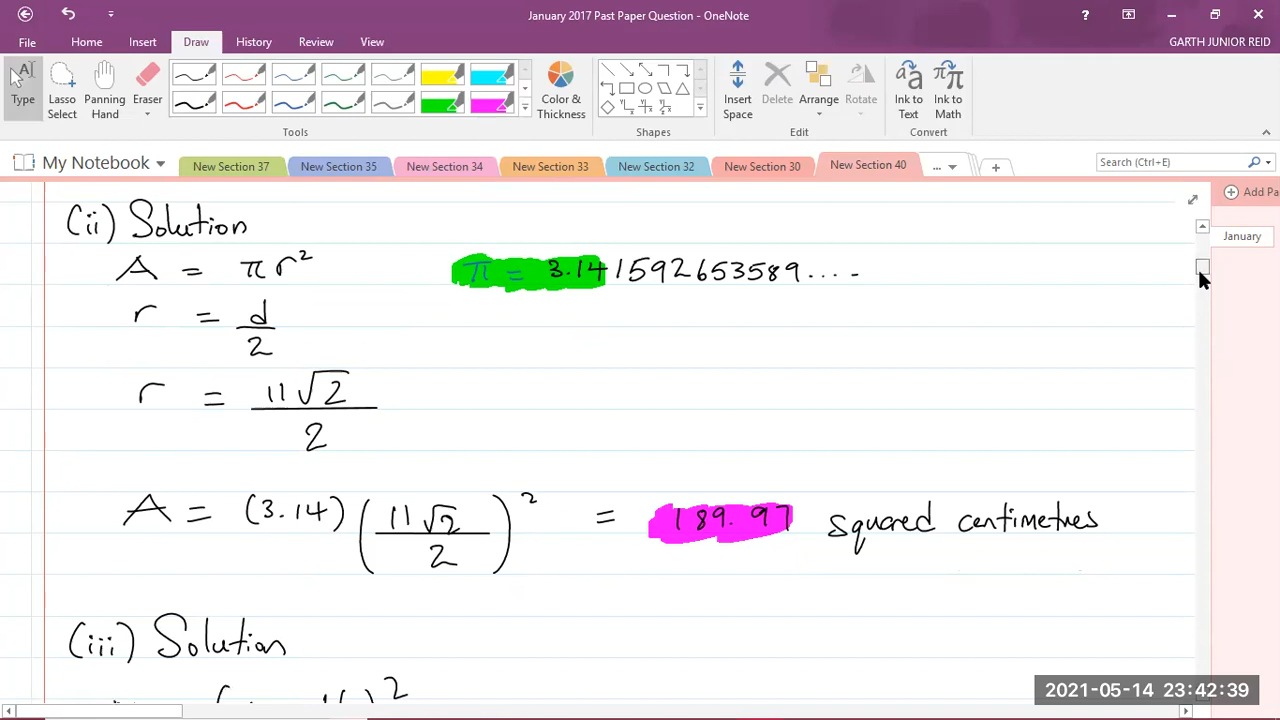 January 2017 Past Paper Question - OneNote
File Home Insert Draw History Review View GARTH JUNIOR REID
Type
Lasso Select
Panning Hand
Eraser
Color & Thickness
Insert Space
Delete
Arrange
Rotate
Ink to Text
Ink to Math
Tools Shapes Edit Convert
My Notebook New Section 37 New Section 35 New Section 34 New Section 33 New Section 32 New Section 30 New Section 40 ... Search (Ctrl+E)
Add Pa
January
(ii) Solution
A = πr² π = 3.141592653589....
r = d/2
r = 11√2/2
A = (3.14)(11√2/2)² = 189.97 squared centimetres
(iii) Solution
2021-05-14 23:42:39